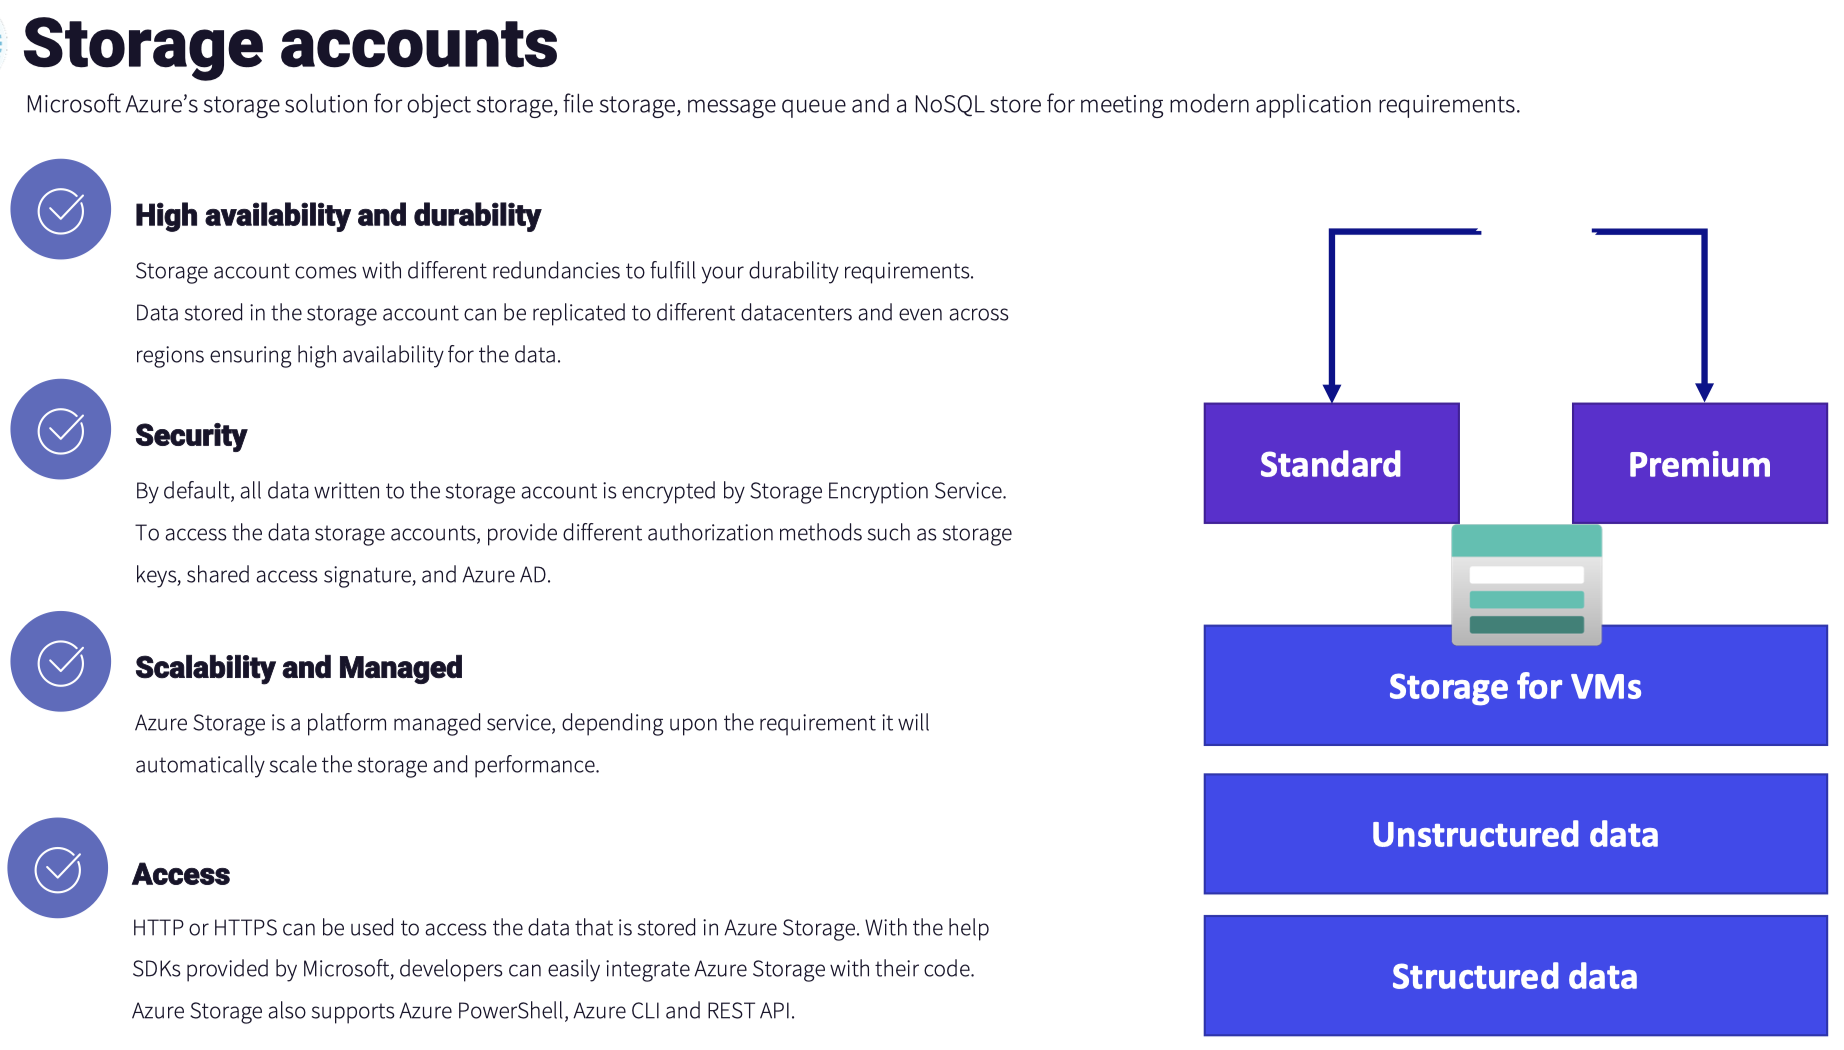 Storage accounts
Microsoft Azure’s storage solution for object storage, file storage, message queue and a NoSQL store for meeting modern application requirements.
High availability and durability
Storage account comes with different redundancies to fulfill your durability requirements.
Data stored in the storage account can be replicated to different datacenters and even across
regions ensuring high availability for the data.
Security
By default, all data written to the storage account is encrypted by Storage Encryption Service.
To access the data storage accounts, provide different authorization methods such as storage
keys, shared access signature, and Azure AD.
Scalability and Managed
Azure Storage is a platform managed service, depending upon the requirement it will
automatically scale the storage and performance.
Access
HTTP or HTTPS can be used to access the data that is stored in Azure Storage. With the help
SDKs provided by Microsoft, developers can easily integrate Azure Storage with their code.
Azure Storage also supports Azure PowerShell, Azure CLI and REST API.
Standard
Premium
Storage for VMs
Unstructured data
Structured data